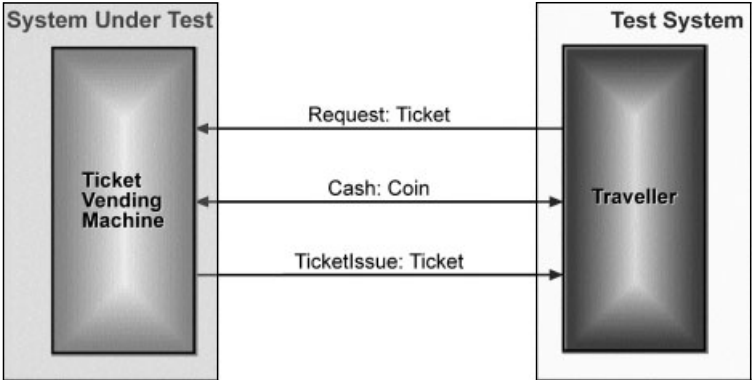 System Under Test
Test System
Request: Ticket
Ticket
Vending
Machine
Cash: Coin
Traveller
TicketIssue: Ticket